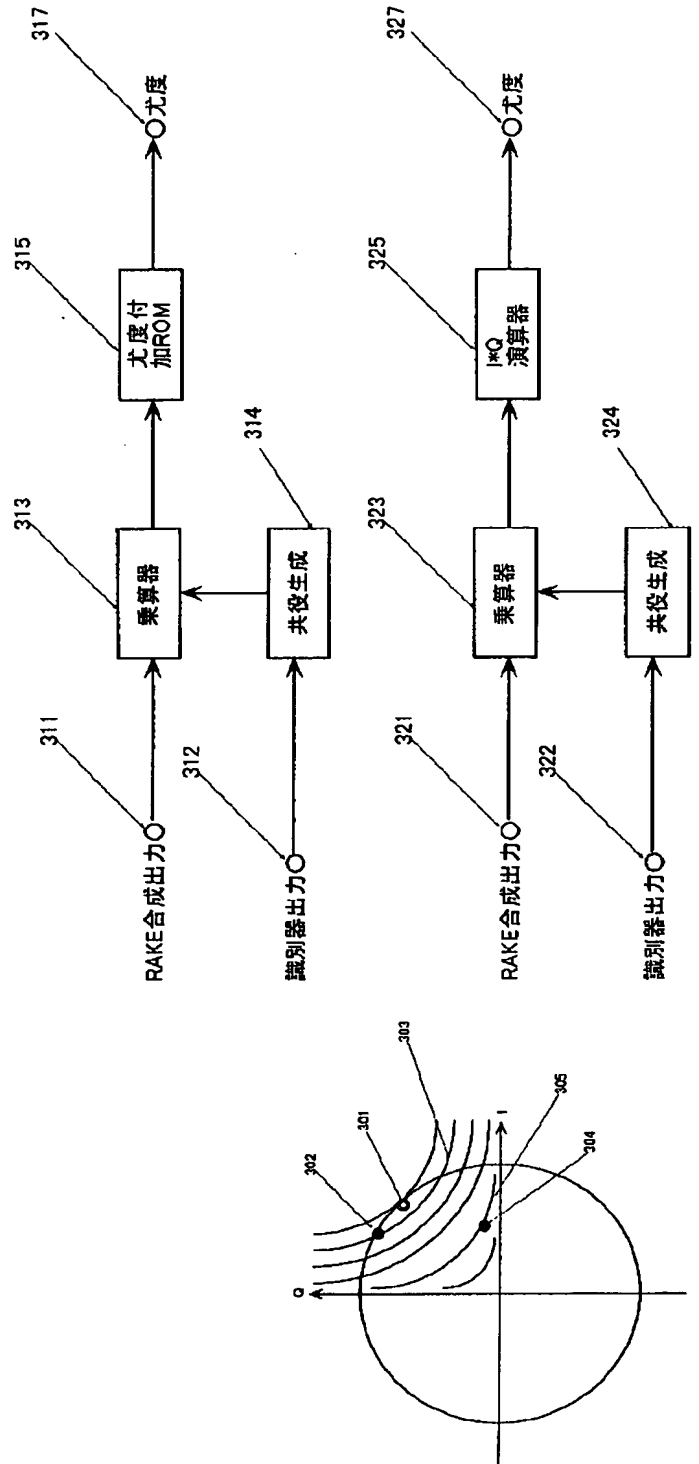 311
313
315
317
RAKE合成出力
乗算器
尤度付
加ROM
尤度
312
314
識別器出力
共役生成
321
323
325
327
RAKE合成出力
乗算器
I*Q
演算器
尤度
322
324
識別器出力
共役生成
Q
302
301
303
I
305
304